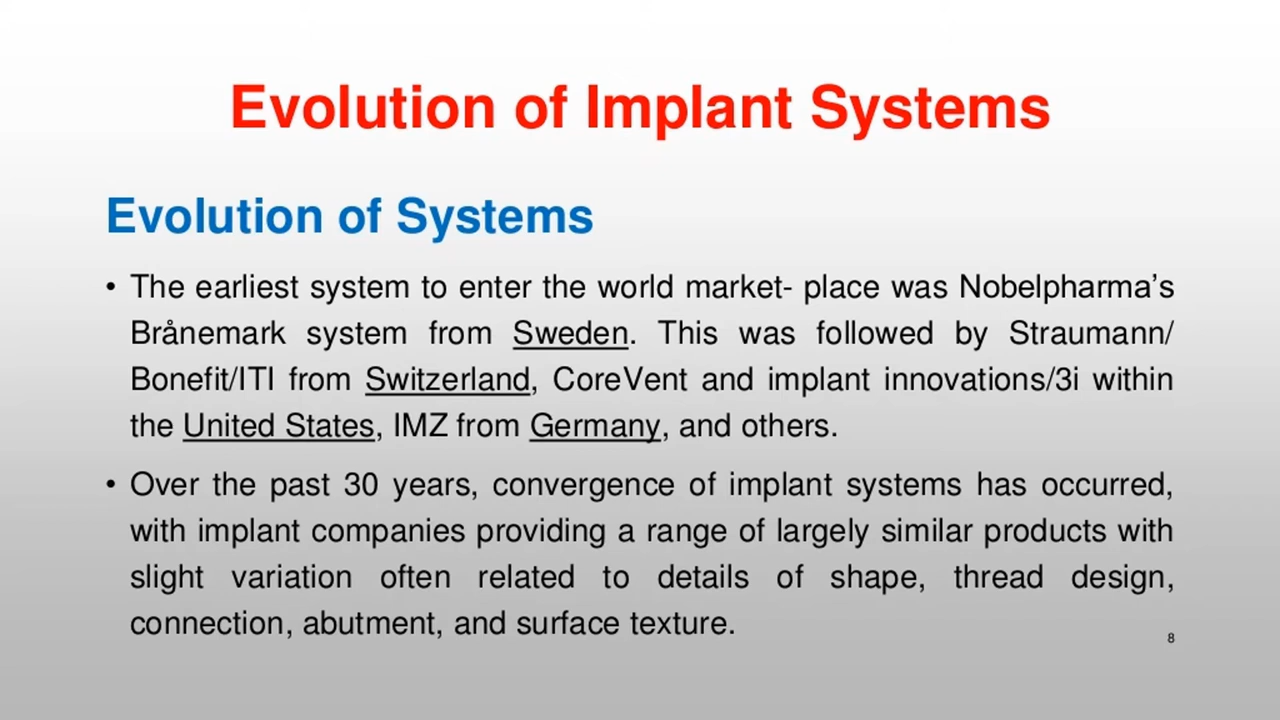 Evolution of Implant Systems
Evolution of Systems
• The earliest system to enter the world market- place was Nobelpharma’s
Brånemark system from Sweden. This was followed by Straumann/
Bonefit/ITI from Switzerland, CoreVent and implant innovations/3i within
the United States, IMZ from Germany, and others.
• Over the past 30 years, convergence of implant systems has occurred,
with implant companies providing a range of largely similar products with
slight variation often related to details of shape, thread design,
connection, abutment, and surface texture.
8